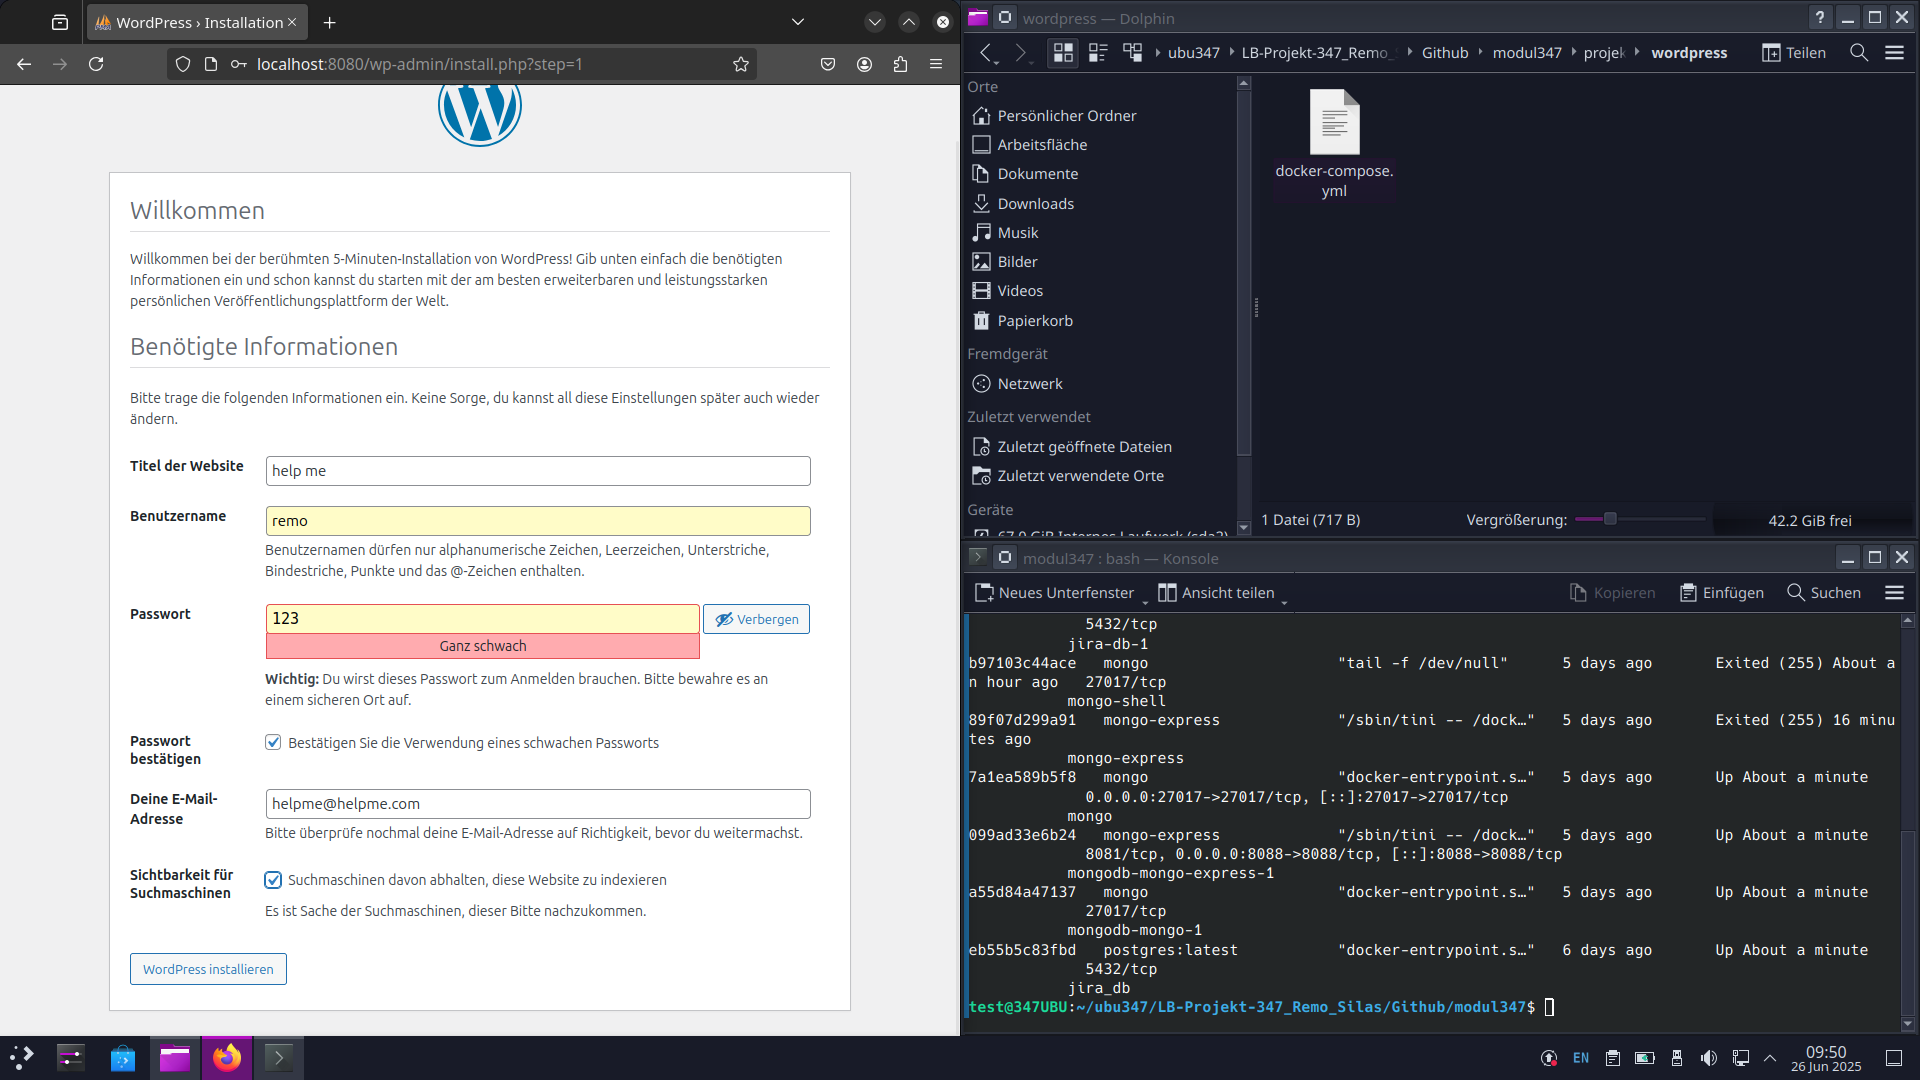 WordPress › Installation
localhost:8080/wp-admin/install.php?step=1
Willkommen
Willkommen bei der berühmten 5-Minuten-Installation von WordPress! Gib unten einfach die benötigten
Informationen ein und schon kannst du starten mit der am besten erweiterbaren und leistungsstarken
persönlichen Veröffentlichungsplattform der Welt.
Benötigte Informationen
Bitte trage die folgenden Informationen ein. Keine Sorge, du kannst all diese Einstellungen später auch wieder
ändern.
Titel der Website
help me
Benutzername
remo
Benutzernamen dürfen nur alphanumerische Zeichen, Leerzeichen, Unterstriche,
Bindestriche, Punkte und das @-Zeichen enthalten.
Passwort
123
Verbergen
Ganz schwach
Wichtig: Du wirst dieses Passwort zum Anmelden brauchen. Bitte bewahre es an
einem sicheren Ort auf.
Passwort
bestätigen
Bestätigen Sie die Verwendung eines schwachen Passworts
Deine E-Mail-
Adresse
helpme@helpme.com
Bitte überprüfe nochmal deine E-Mail-Adresse auf Richtigkeit, bevor du weitermachst.
Sichtbarkeit für
Suchmaschinen
Suchmaschinen davon abhalten, diese Website zu indexieren
Es ist Sache der Suchmaschinen, dieser Bitte nachzukommen.
WordPress installieren
wordpress — Dolphin
ubu347 LB-Projekt-347_Remo_ Github modul347 projek wordpress
Teilen
Orte
Persönlicher Ordner
Arbeitsfläche
Dokumente
Downloads
Musik
Bilder
Videos
Papierkorb
Fremdgerät
Netzwerk
Zuletzt verwendet
Zuletzt geöffnete Dateien
Zuletzt verwendete Orte
Geräte
67.0 GiB Internes Laufwerk (sda2)
docker-compose.
yml
1 Datei (717 B)
Vergrößerung:
42.2 GiB frei
modul347 : bash — Konsole
Neues Unterfenster
Ansicht teilen
Kopieren
Einfügen
Suchen
5432/tcp
jira-db-1
b97103c44ace mongo "tail -f /dev/null" 5 days ago Exited (255) About a
n hour ago 27017/tcp
mongo-shell
89f07d299a91 mongo-express "/sbin/tini -- /dock…" 5 days ago Exited (255) 16 minu
tes ago
mongo-express
7a1ea589b5f8 mongo "docker-entrypoint.s…" 5 days ago Up About a minute
0.0.0.0:27017->27017/tcp, [::]:27017->27017/tcp
mongo
099ad33e6b24 mongo-express "/sbin/tini -- /dock…" 5 days ago Up About a minute
8081/tcp, 0.0.0.0:8088->8088/tcp, [::]:8088->8088/tcp
mongodb-mongo-express-1
a55d84a47137 mongo "docker-entrypoint.s…" 5 days ago Up About a minute
27017/tcp
mongodb-mongo-1
eb55b5c83fbd postgres:latest "docker-entrypoint.s…" 6 days ago Up About a minute
5432/tcp
jira_db
test@347UBU:~/ubu347/LB-Projekt-347_Remo_Silas/Github/modul347$
EN
09:50
26 Jun 2025